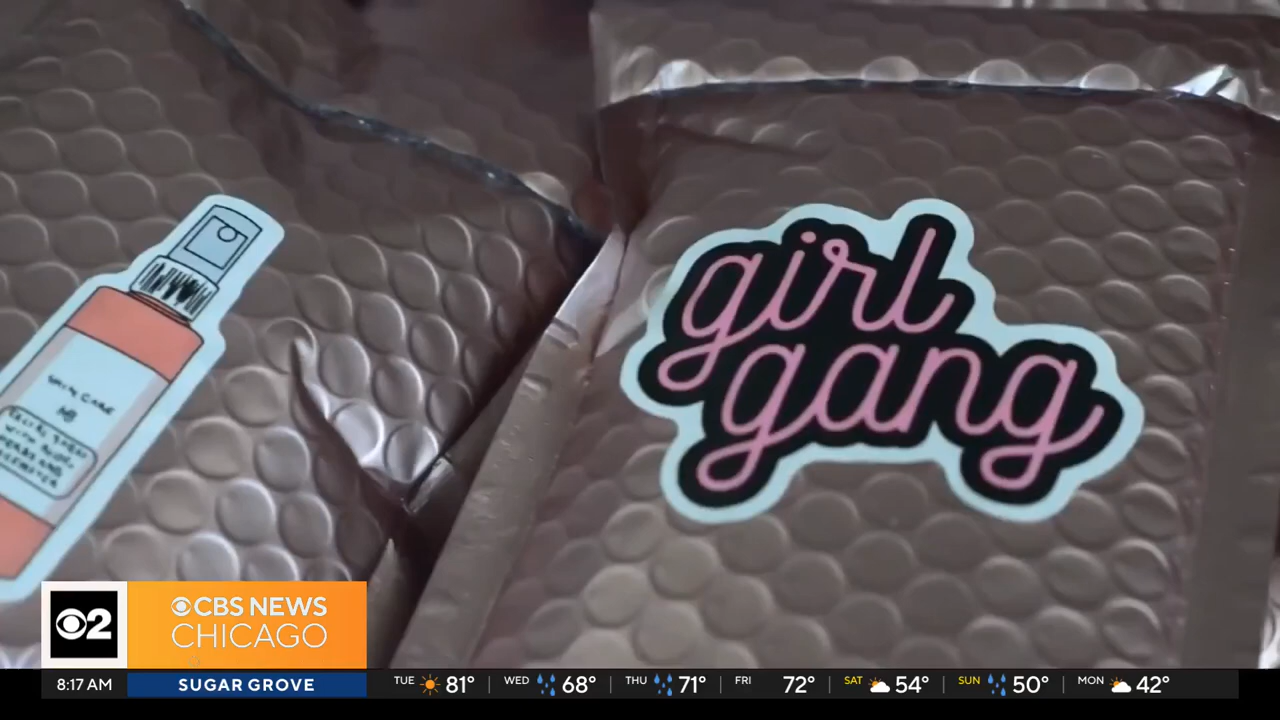 girl
gang
SKIN CARE
2
CBS NEWS
CHICAGO
8:17 AM
SUGAR GROVE
TUE 81° WED 68° THU 71° FRI 72° SAT 54° SUN 50° MON 42°